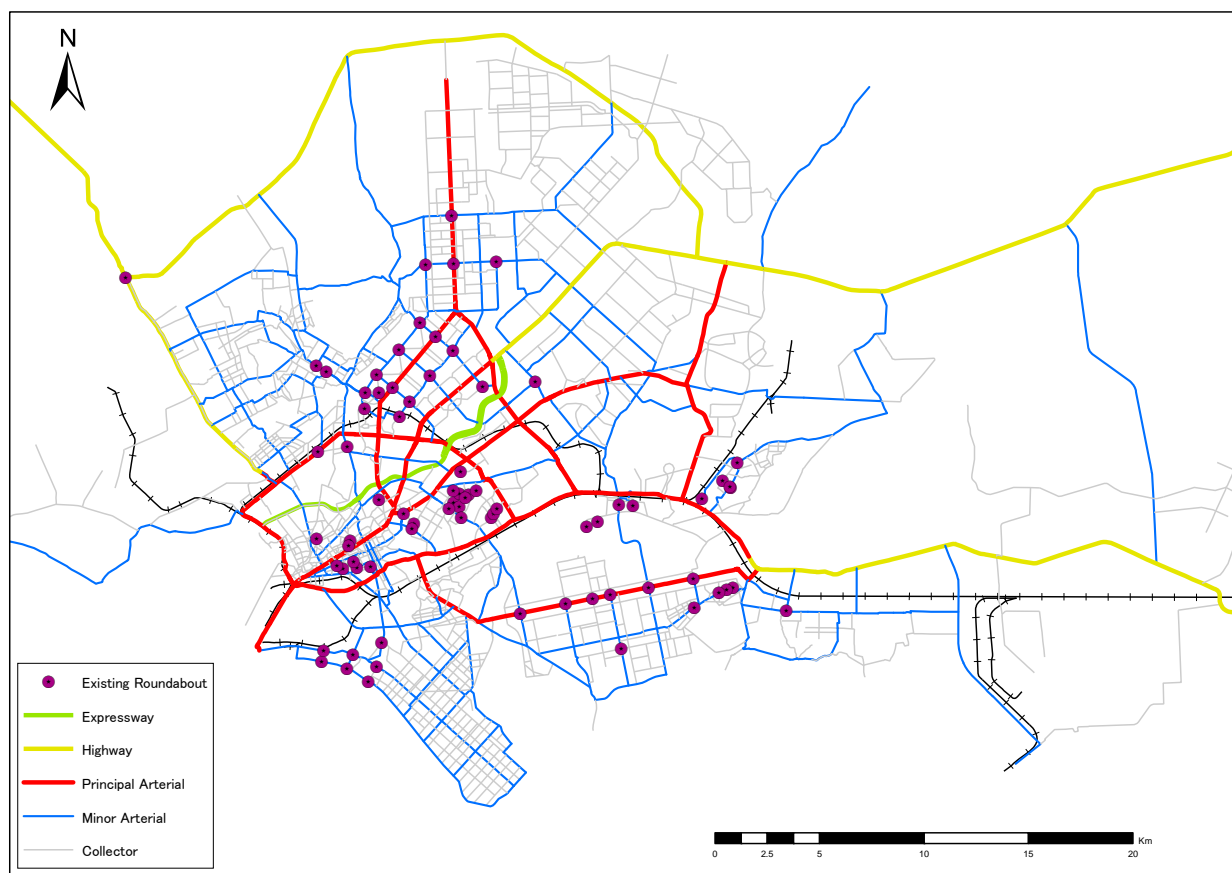 N
Existing Roundabout
Expressway
Highway
Principal Arterial
Minor Arterial
Collector
Km
0 2.5 5 10 15 20